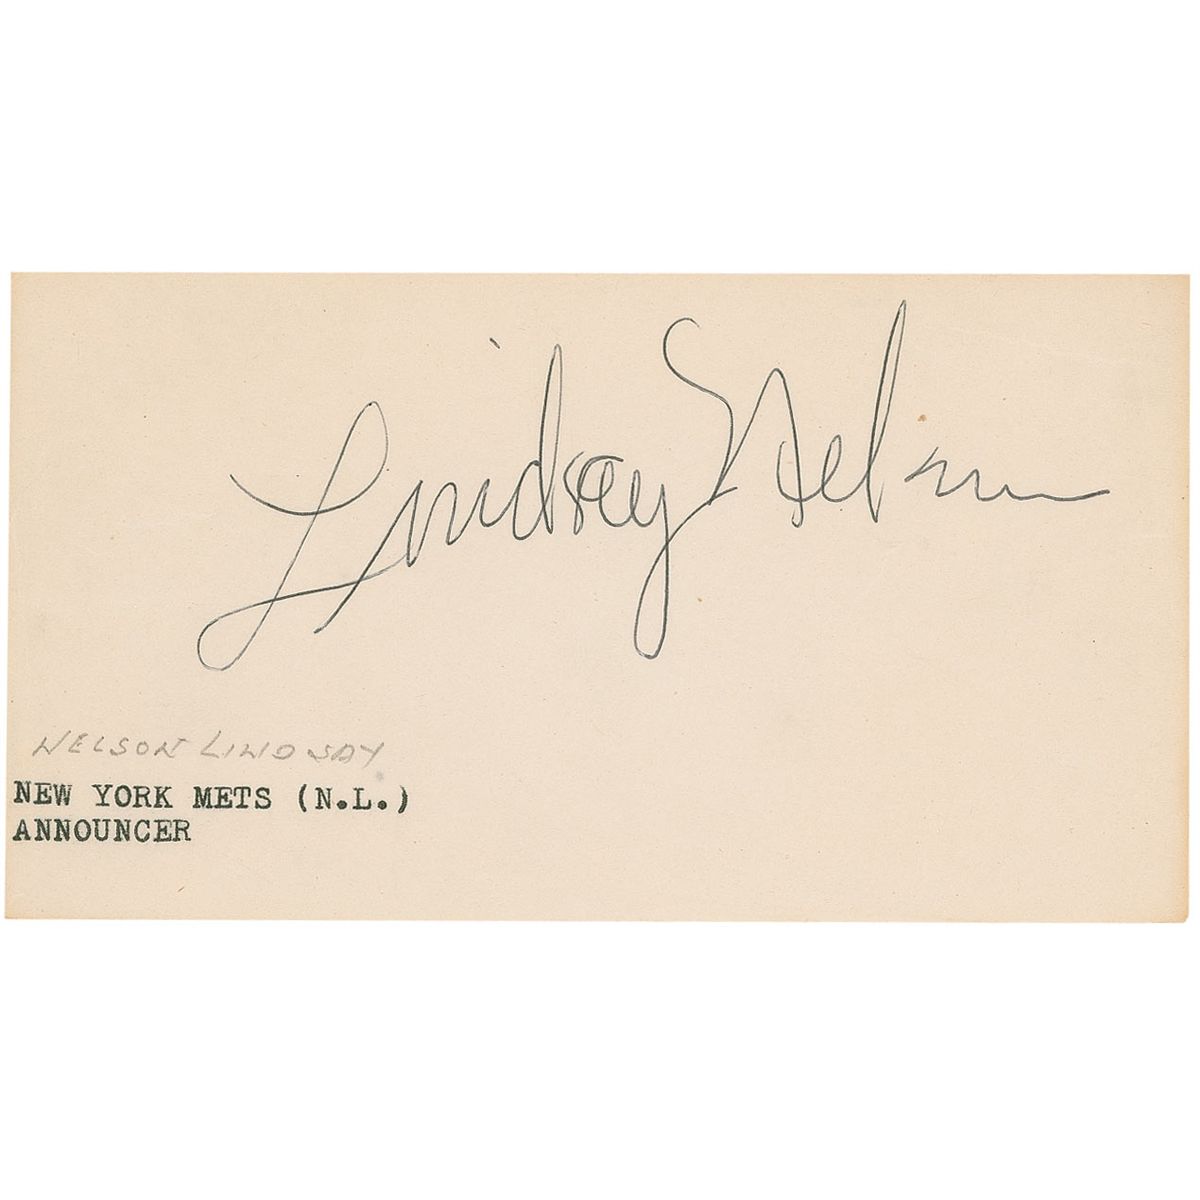 Lindsey Nelson
NELSON LINDSAY
NEW YORK METS (N.L.)
ANNOUNCER